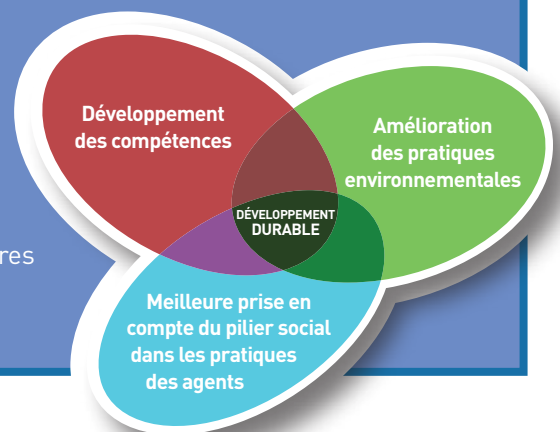 Développement
des compétences
Amélioration
des pratiques
environnementales
DÉVELOPPEMENT
DURABLE
Meilleure prise en
compte du pilier social
dans les pratiques
des agents